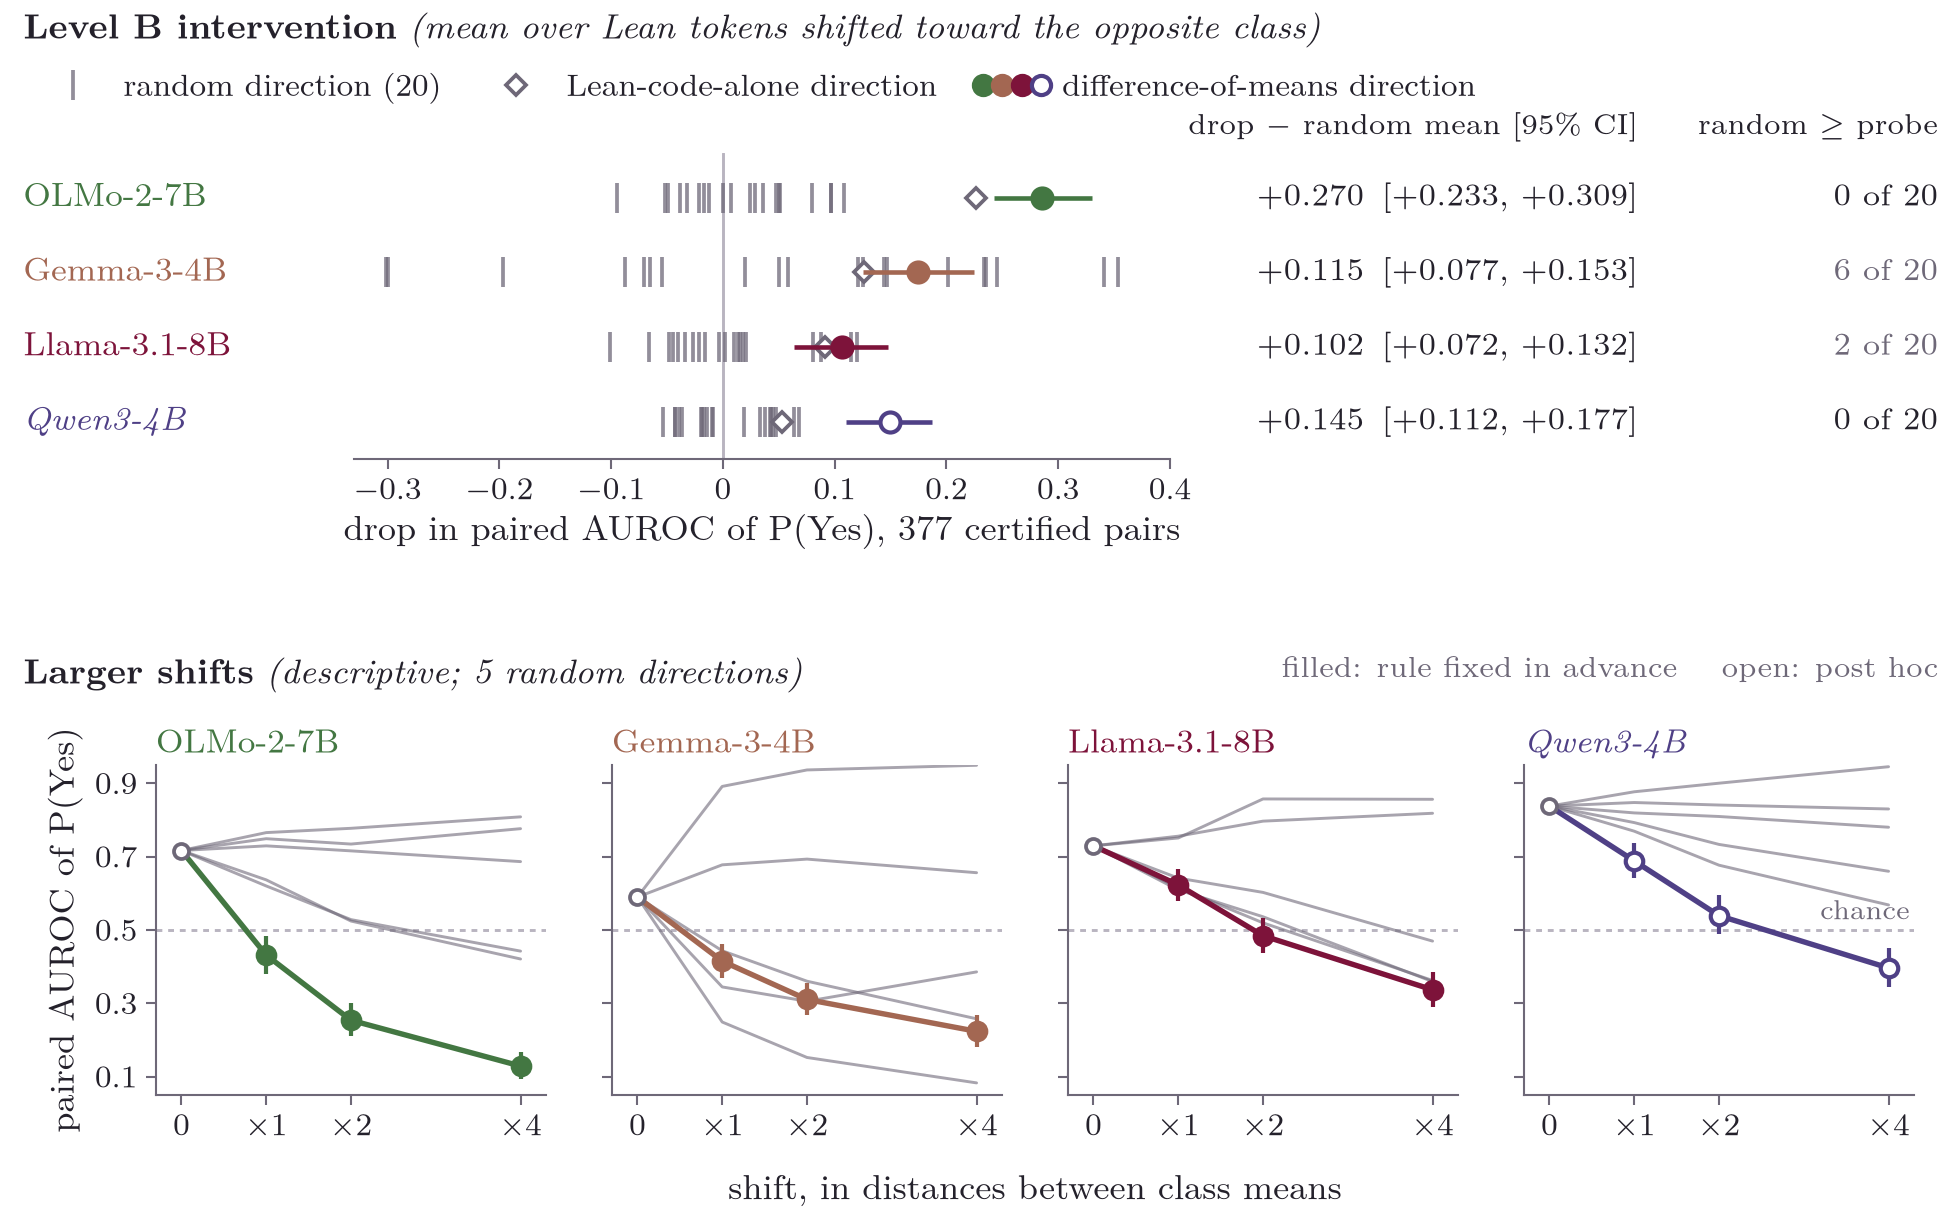 Level B intervention (mean over Lean tokens shifted toward the opposite class)
random direction (20) Lean-code-alone direction difference-of-means direction
drop − random mean [95% CI] random ≥ probe
OLMo-2-7B +0.270 [+0.233, +0.309] 0 of 20
Gemma-3-4B +0.115 [+0.077, +0.153] 6 of 20
Llama-3.1-8B +0.102 [+0.072, +0.132] 2 of 20
Qwen3-4B +0.145 [+0.112, +0.177] 0 of 20
−0.3 −0.2 −0.1 0 0.1 0.2 0.3 0.4
drop in paired AUROC of P(Yes), 377 certified pairs
Larger shifts (descriptive; 5 random directions) filled: rule fixed in advance open: post hoc
OLMo-2-7B Gemma-3-4B Llama-3.1-8B Qwen3-4B
paired AUROC of P(Yes)
0.9
0.7
0.5
0.3
0.1
chance
0 ×1 ×2 ×4 0 ×1 ×2 ×4 0 ×1 ×2 ×4 0 ×1 ×2 ×4
shift, in distances between class means